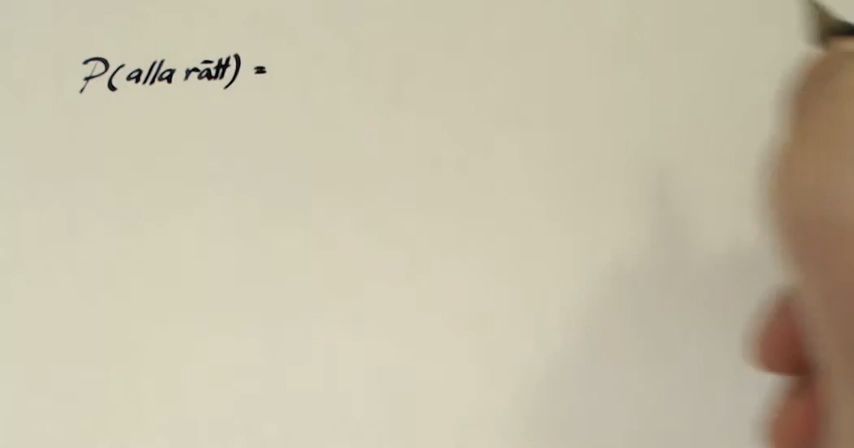 P(alla rätt) =